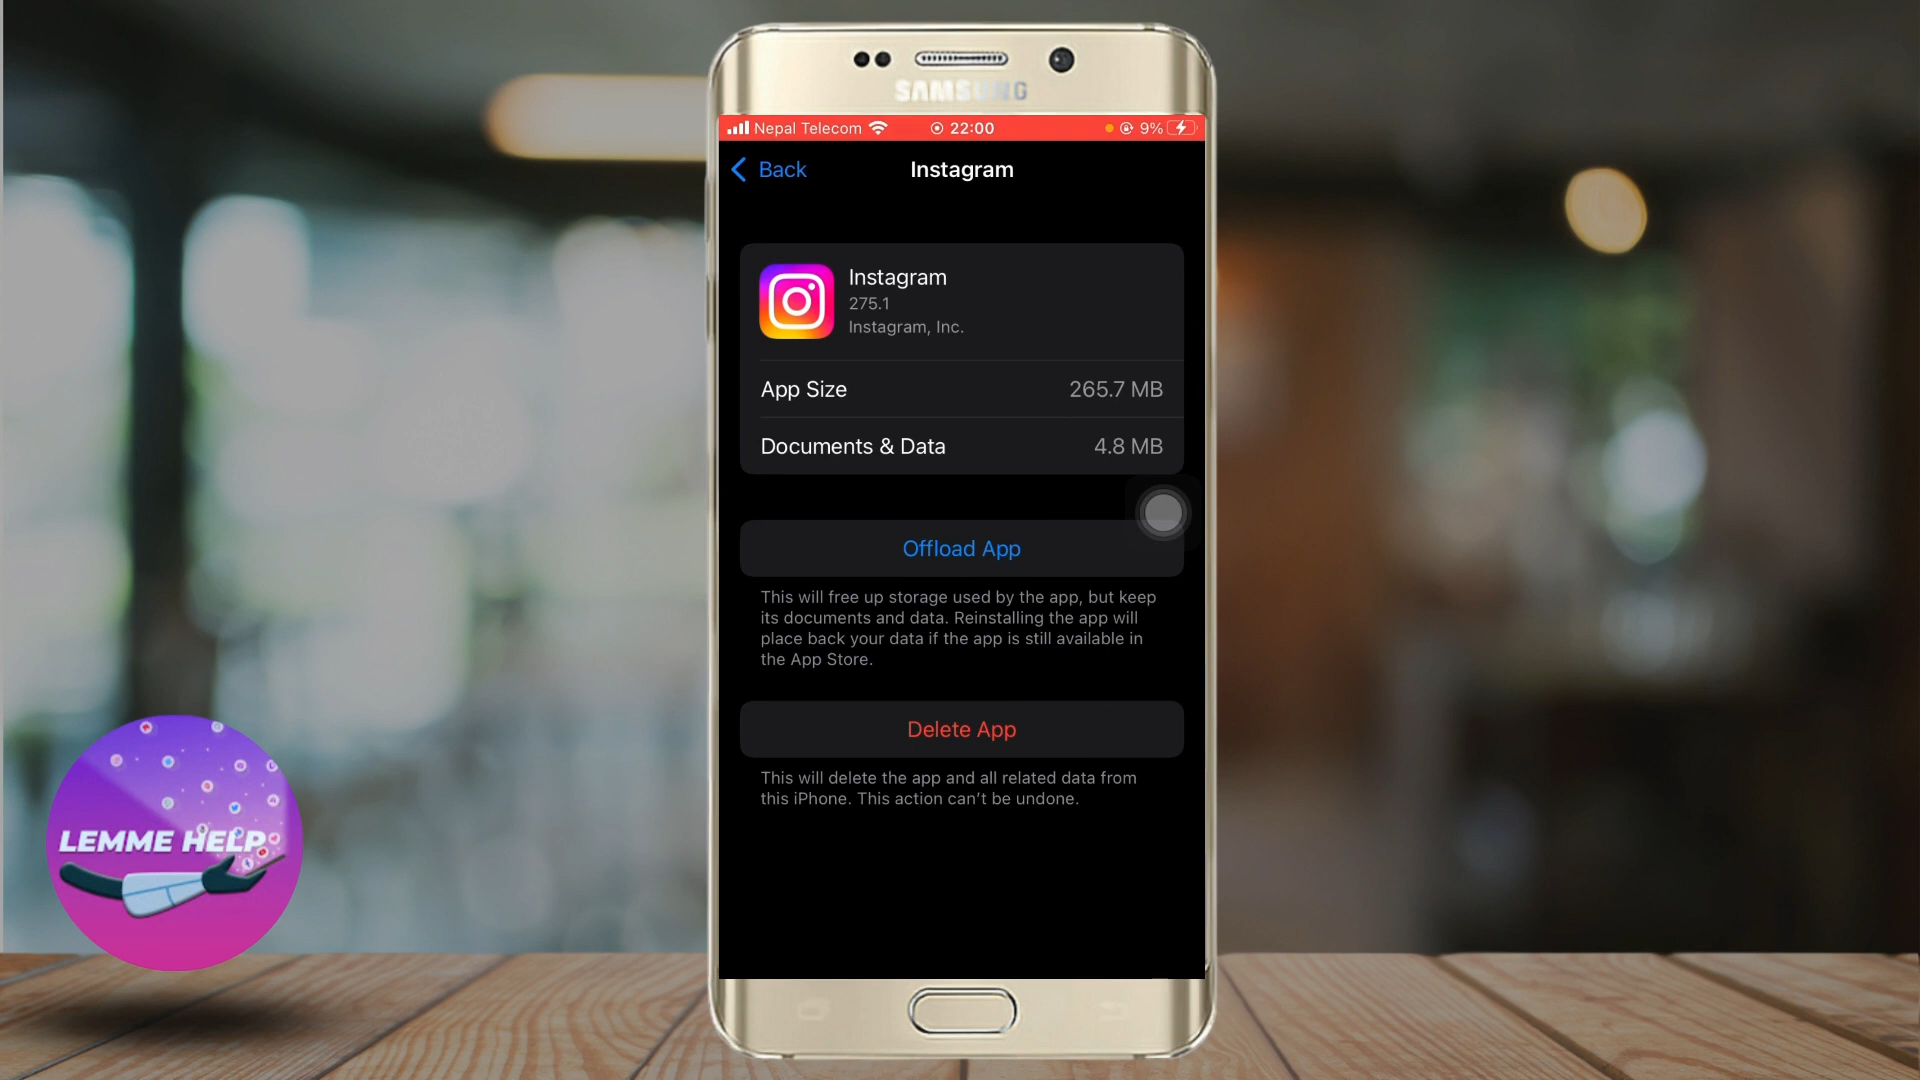 SAMSUNG
Nepal Telecom
22:00
9%
Back
Instagram
Instagram
275.1
Instagram, Inc.
App Size
265.7 MB
Documents & Data
4.8 MB
Offload App
This will free up storage used by the app, but keep
its documents and data. Reinstalling the app will
place back your data if the app is still available in
the App Store.
Delete App
This will delete the app and all related data from
this iPhone. This action can't be undone.
LEMME HELP